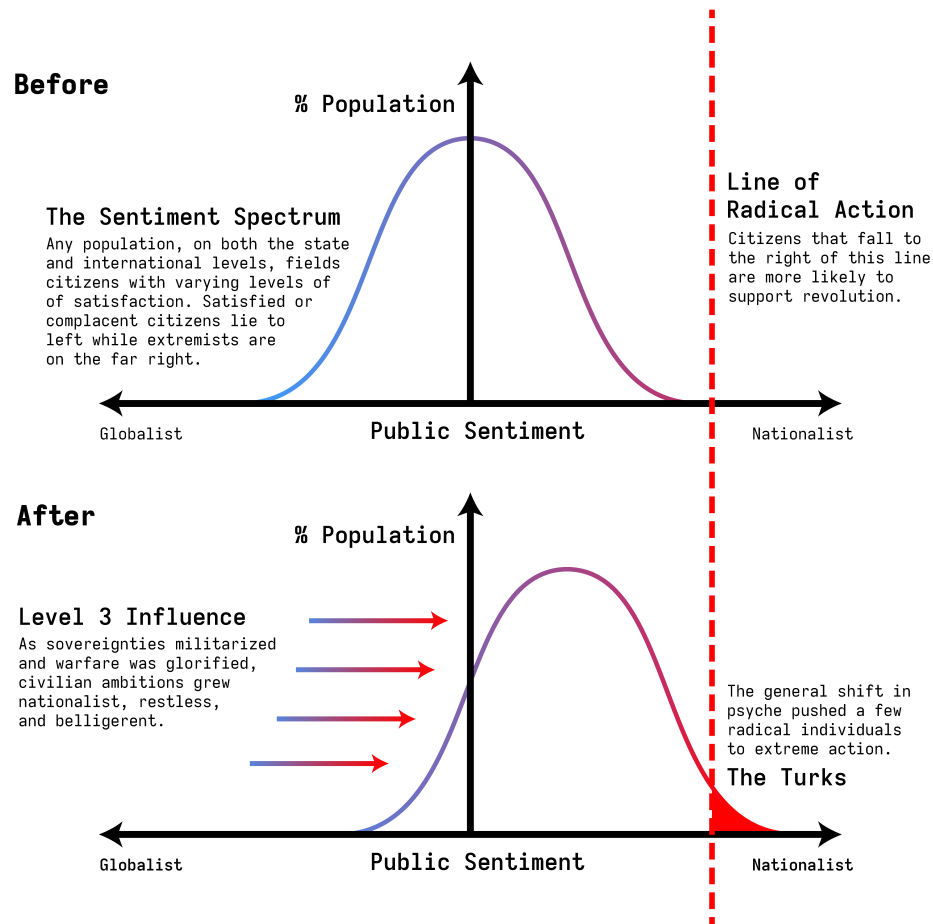 Before
% Population
The Sentiment Spectrum
Any population, on both the state
and international levels, fields
citizens with varying levels of
of satisfaction. Satisfied or
complacent citizens lie to
left while extremists are
on the far right.
Line of
Radical Action
Citizens that fall to
the right of this line
are more likely to
support revolution.
Globalist
Public Sentiment
Nationalist
After
% Population
Level 3 Influence
As sovereignties militarized
and warfare was glorified,
civilian ambitions grew
nationalist, restless,
and belligerent.
The general shift in
psyche pushed a few
radical individuals
to extreme action.
The Turks
Globalist
Public Sentiment
Nationalist